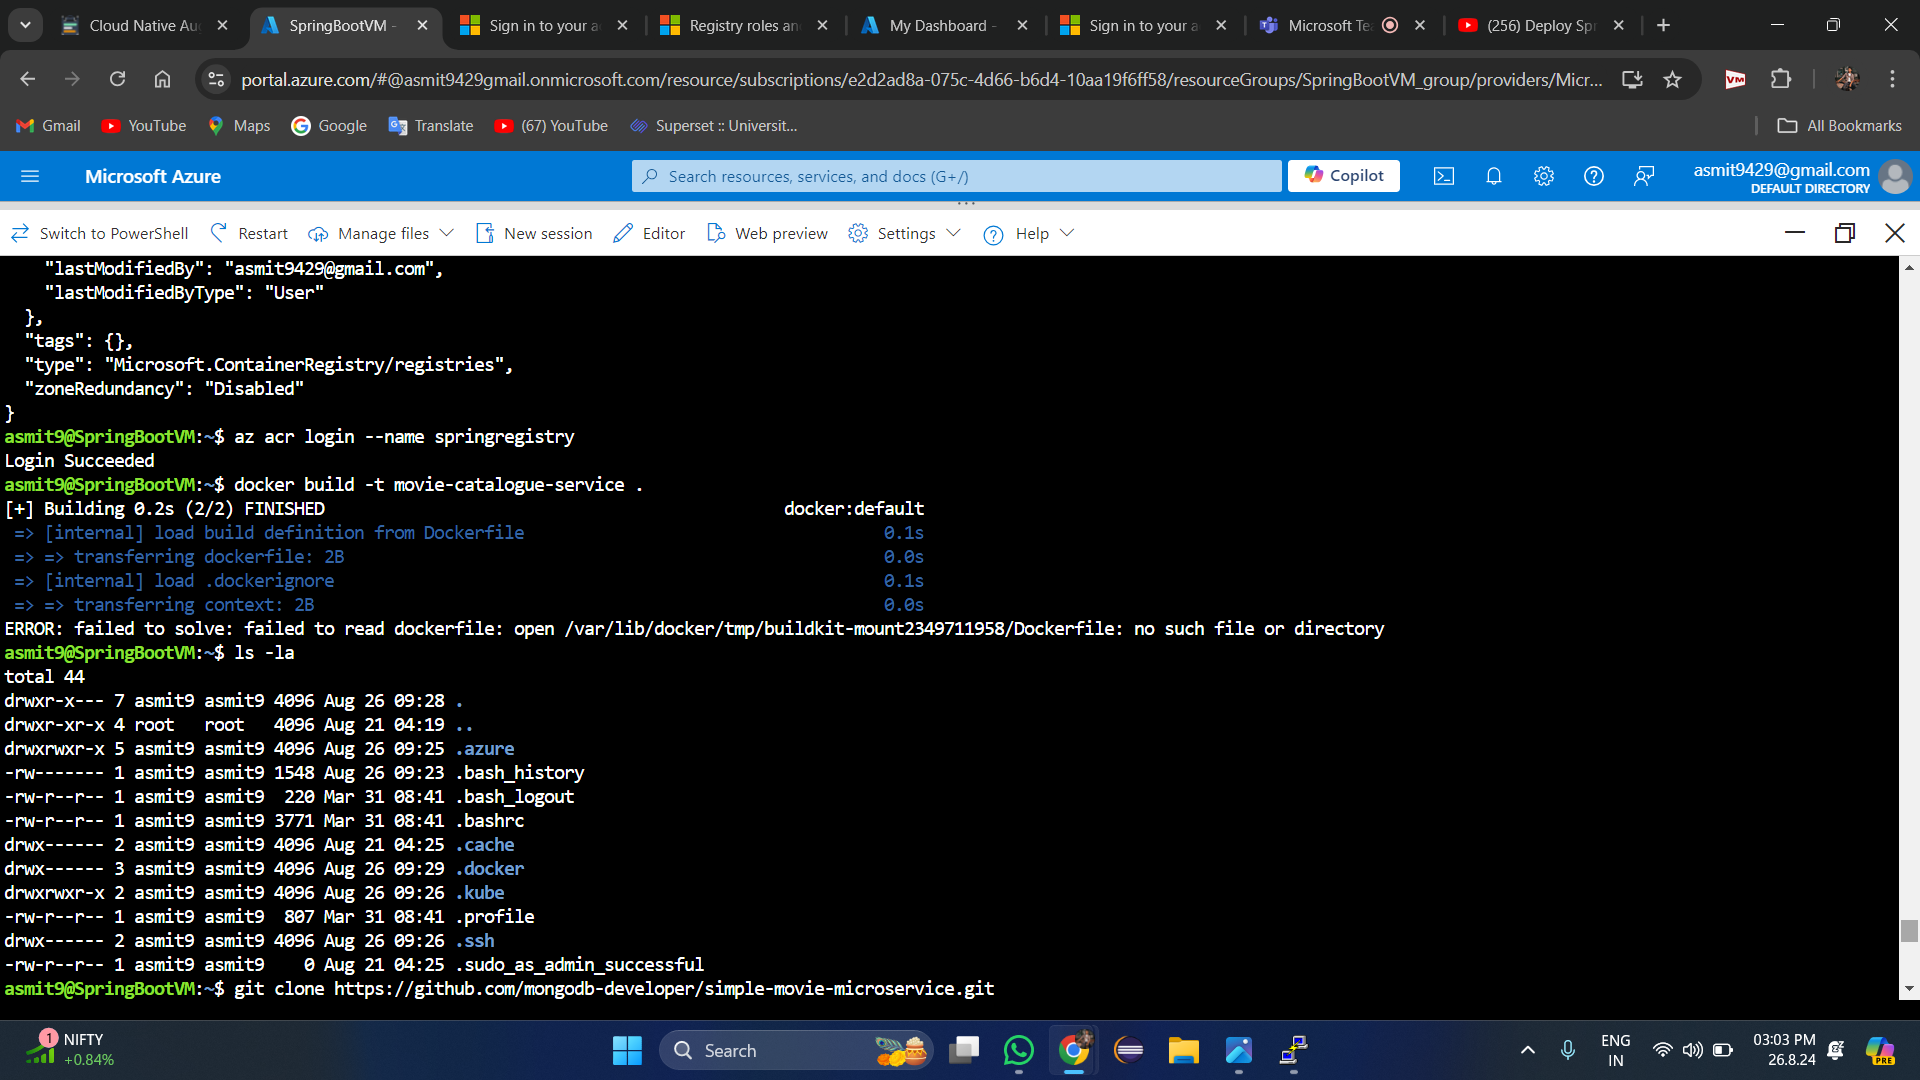 Cloud Native Au
SpringBootVM -
Sign in to your a
Registry roles an
My Dashboard -
Sign in to your a
Microsoft Te
(256) Deploy Sp
portal.azure.com/#@asmit9429gmail.onmicrosoft.com/resource/subscriptions/e2d2ad8a-075c-4d66-b6d4-10aa19f6ff58/resourceGroups/SpringBootVM_group/providers/Micr...
VM
Gmail
YouTube
Maps
Google
Translate
(67) YouTube
Superset :: Universit...
All Bookmarks
Microsoft Azure
Search resources, services, and docs (G+/)
Copilot
asmit9429@gmail.com
DEFAULT DIRECTORY
Switch to PowerShell
Restart
Manage files
New session
Editor
Web preview
Settings
Help
"lastModifiedBy": "asmit9429@gmail.com",
"lastModifiedByType": "User"
},
"tags": {},
"type": "Microsoft.ContainerRegistry/registries",
"zoneRedundancy": "Disabled"
}
asmit9@SpringBootVM:~$ az acr login --name springregistry
Login Succeeded
asmit9@SpringBootVM:~$ docker build -t movie-catalogue-service .
[+] Building 0.2s (2/2) FINISHED docker:default
=> [internal] load build definition from Dockerfile 0.1s
=> => transferring dockerfile: 2B 0.0s
=> [internal] load .dockerignore 0.1s
=> => transferring context: 2B 0.0s
ERROR: failed to solve: failed to read dockerfile: open /var/lib/docker/tmp/buildkit-mount2349711958/Dockerfile: no such file or directory
asmit9@SpringBootVM:~$ ls -la
total 44
drwxr-x--- 7 asmit9 asmit9 4096 Aug 26 09:28 .
drwxr-xr-x 4 root root 4096 Aug 21 04:19 ..
drwxrwxr-x 5 asmit9 asmit9 4096 Aug 26 09:25 .azure
-rw------- 1 asmit9 asmit9 1548 Aug 26 09:23 .bash_history
-rw-r--r-- 1 asmit9 asmit9 220 Mar 31 08:41 .bash_logout
-rw-r--r-- 1 asmit9 asmit9 3771 Mar 31 08:41 .bashrc
drwx------ 2 asmit9 asmit9 4096 Aug 21 04:25 .cache
drwx------ 3 asmit9 asmit9 4096 Aug 26 09:29 .docker
drwxrwxr-x 2 asmit9 asmit9 4096 Aug 26 09:26 .kube
-rw-r--r-- 1 asmit9 asmit9 807 Mar 31 08:41 .profile
drwx------ 2 asmit9 asmit9 4096 Aug 26 09:26 .ssh
-rw-r--r-- 1 asmit9 asmit9 0 Aug 21 04:25 .sudo_as_admin_successful
asmit9@SpringBootVM:~$ git clone https://github.com/mongodb-developer/simple-movie-microservice.git
1
NIFTY
+0.84%
Search
ENG
IN
03:03 PM
26.8.24
PRE